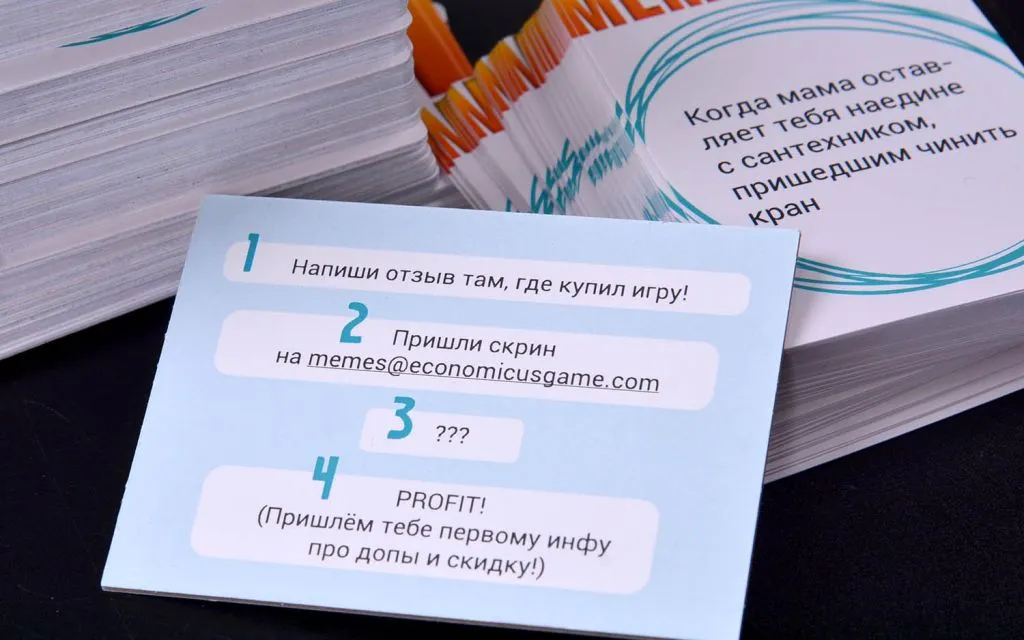 Когда мама остав-
ляет тебя наедине
с сантехником,
пришедшим чинить
кран
1 Напиши отзыв там, где купил игру!
2 Пришли скрин
на memes@economicusgame.com
3 ???
4 PROFIT!
(Пришлём тебе первому инфу
про допы и скидку!)